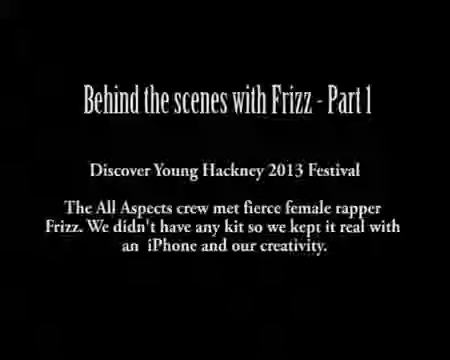 Behind the scenes with Frizz - Part 1
Discover Young Hackney 2013 Festival
The All Aspects crew met fierce female rapper
Frizz. We didn't have any kit so we kept it real with
an iPhone and our creativity.